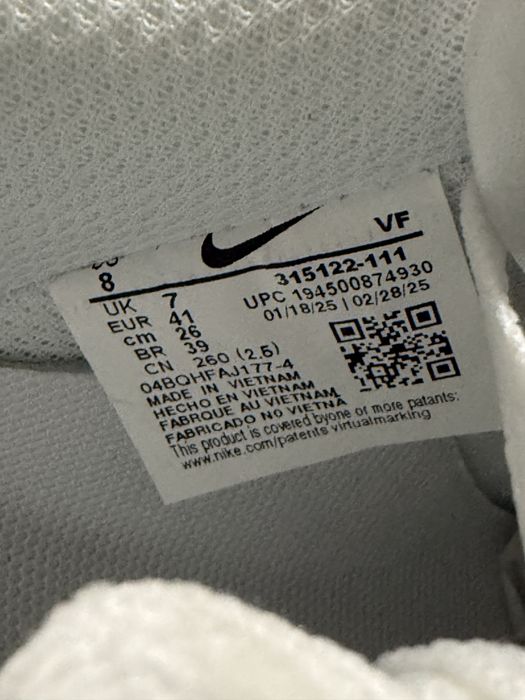 VF
8
UK 7
EUR 41
cm 26
BR 39
CN 260 (2.5)
315122-111
UPC 194500874930
01/18/25 | 02/28/25
04BQHFAJ177-4
MADE IN VIETNAM
HECHO EN VIETNAM
FABRIQUE AU VIETNAM
FABRICADO NO VIETNA
This product is covered byone or more patants:
www.nike.com/patents virtualmarking